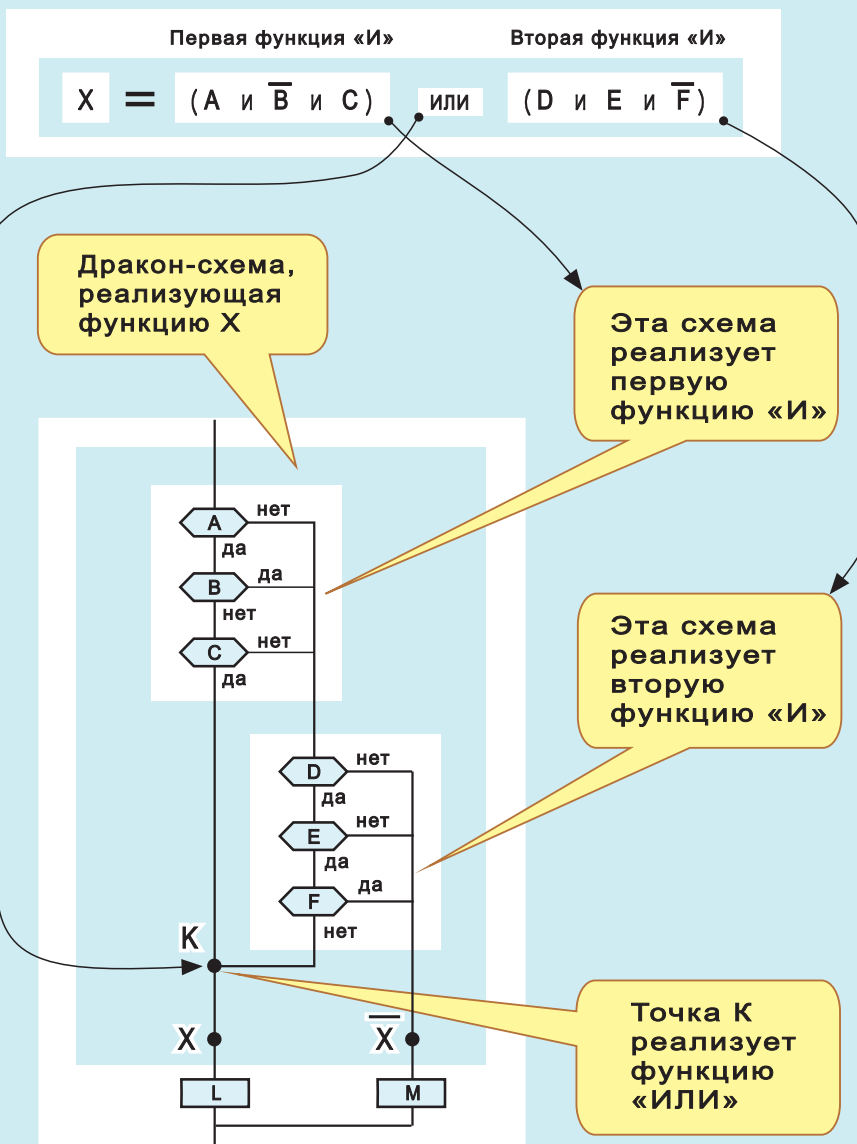 Первая функция «И» Вторая функция «И»
X = (A и B̅ и C) или (D и E и F̅)
Дракон-схема,
реализующая
функцию X
Эта схема
реализует
первую
функцию «И»
A нет
да
B да
нет
C нет
да
Эта схема
реализует
вторую
функцию «И»
D нет
да
E нет
да
F да
нет
K
X X̅
L M
Точка К
реализует
функцию
«ИЛИ»